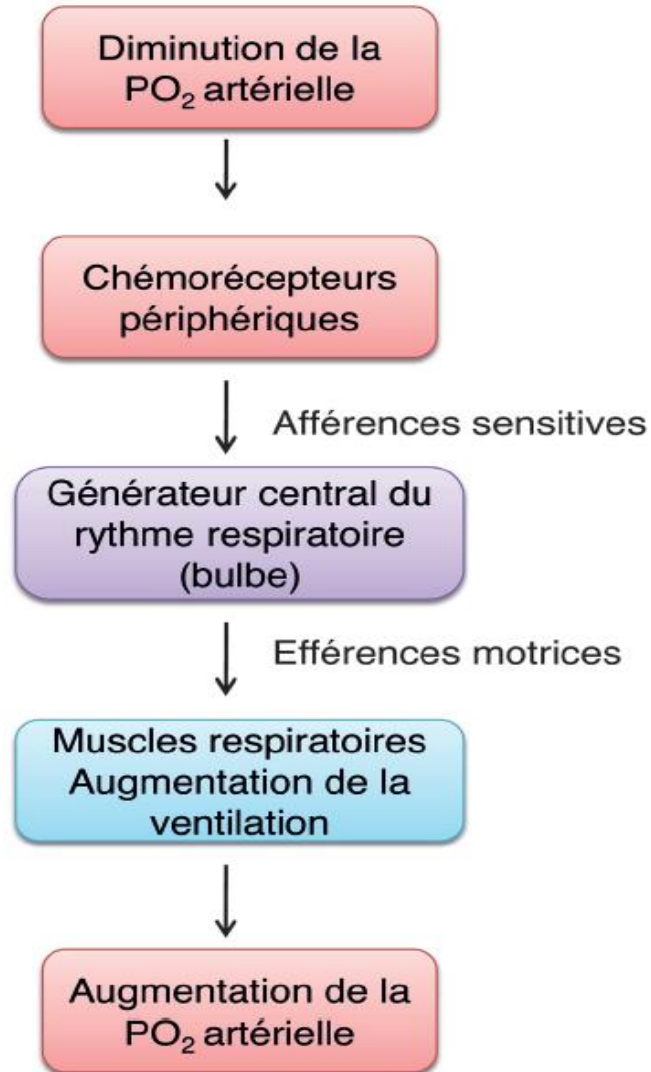 Diminution de la
PO₂ artérielle
Chémorécepteurs
périphériques
Afférences sensitives
Générateur central du
rythme respiratoire
(bulbe)
Efférences motrices
Muscles respiratoires
Augmentation de la
ventilation
Augmentation de la
PO₂ artérielle